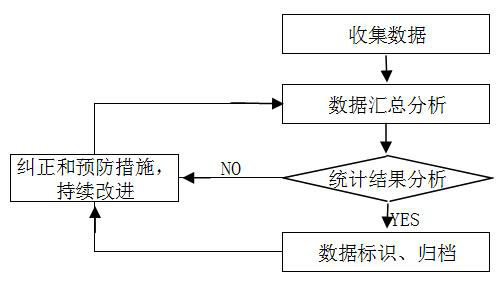 收集数据
数据汇总分析
纠正和预防措施，
持续改进
NO
统计结果分析
YES
数据标识、归档